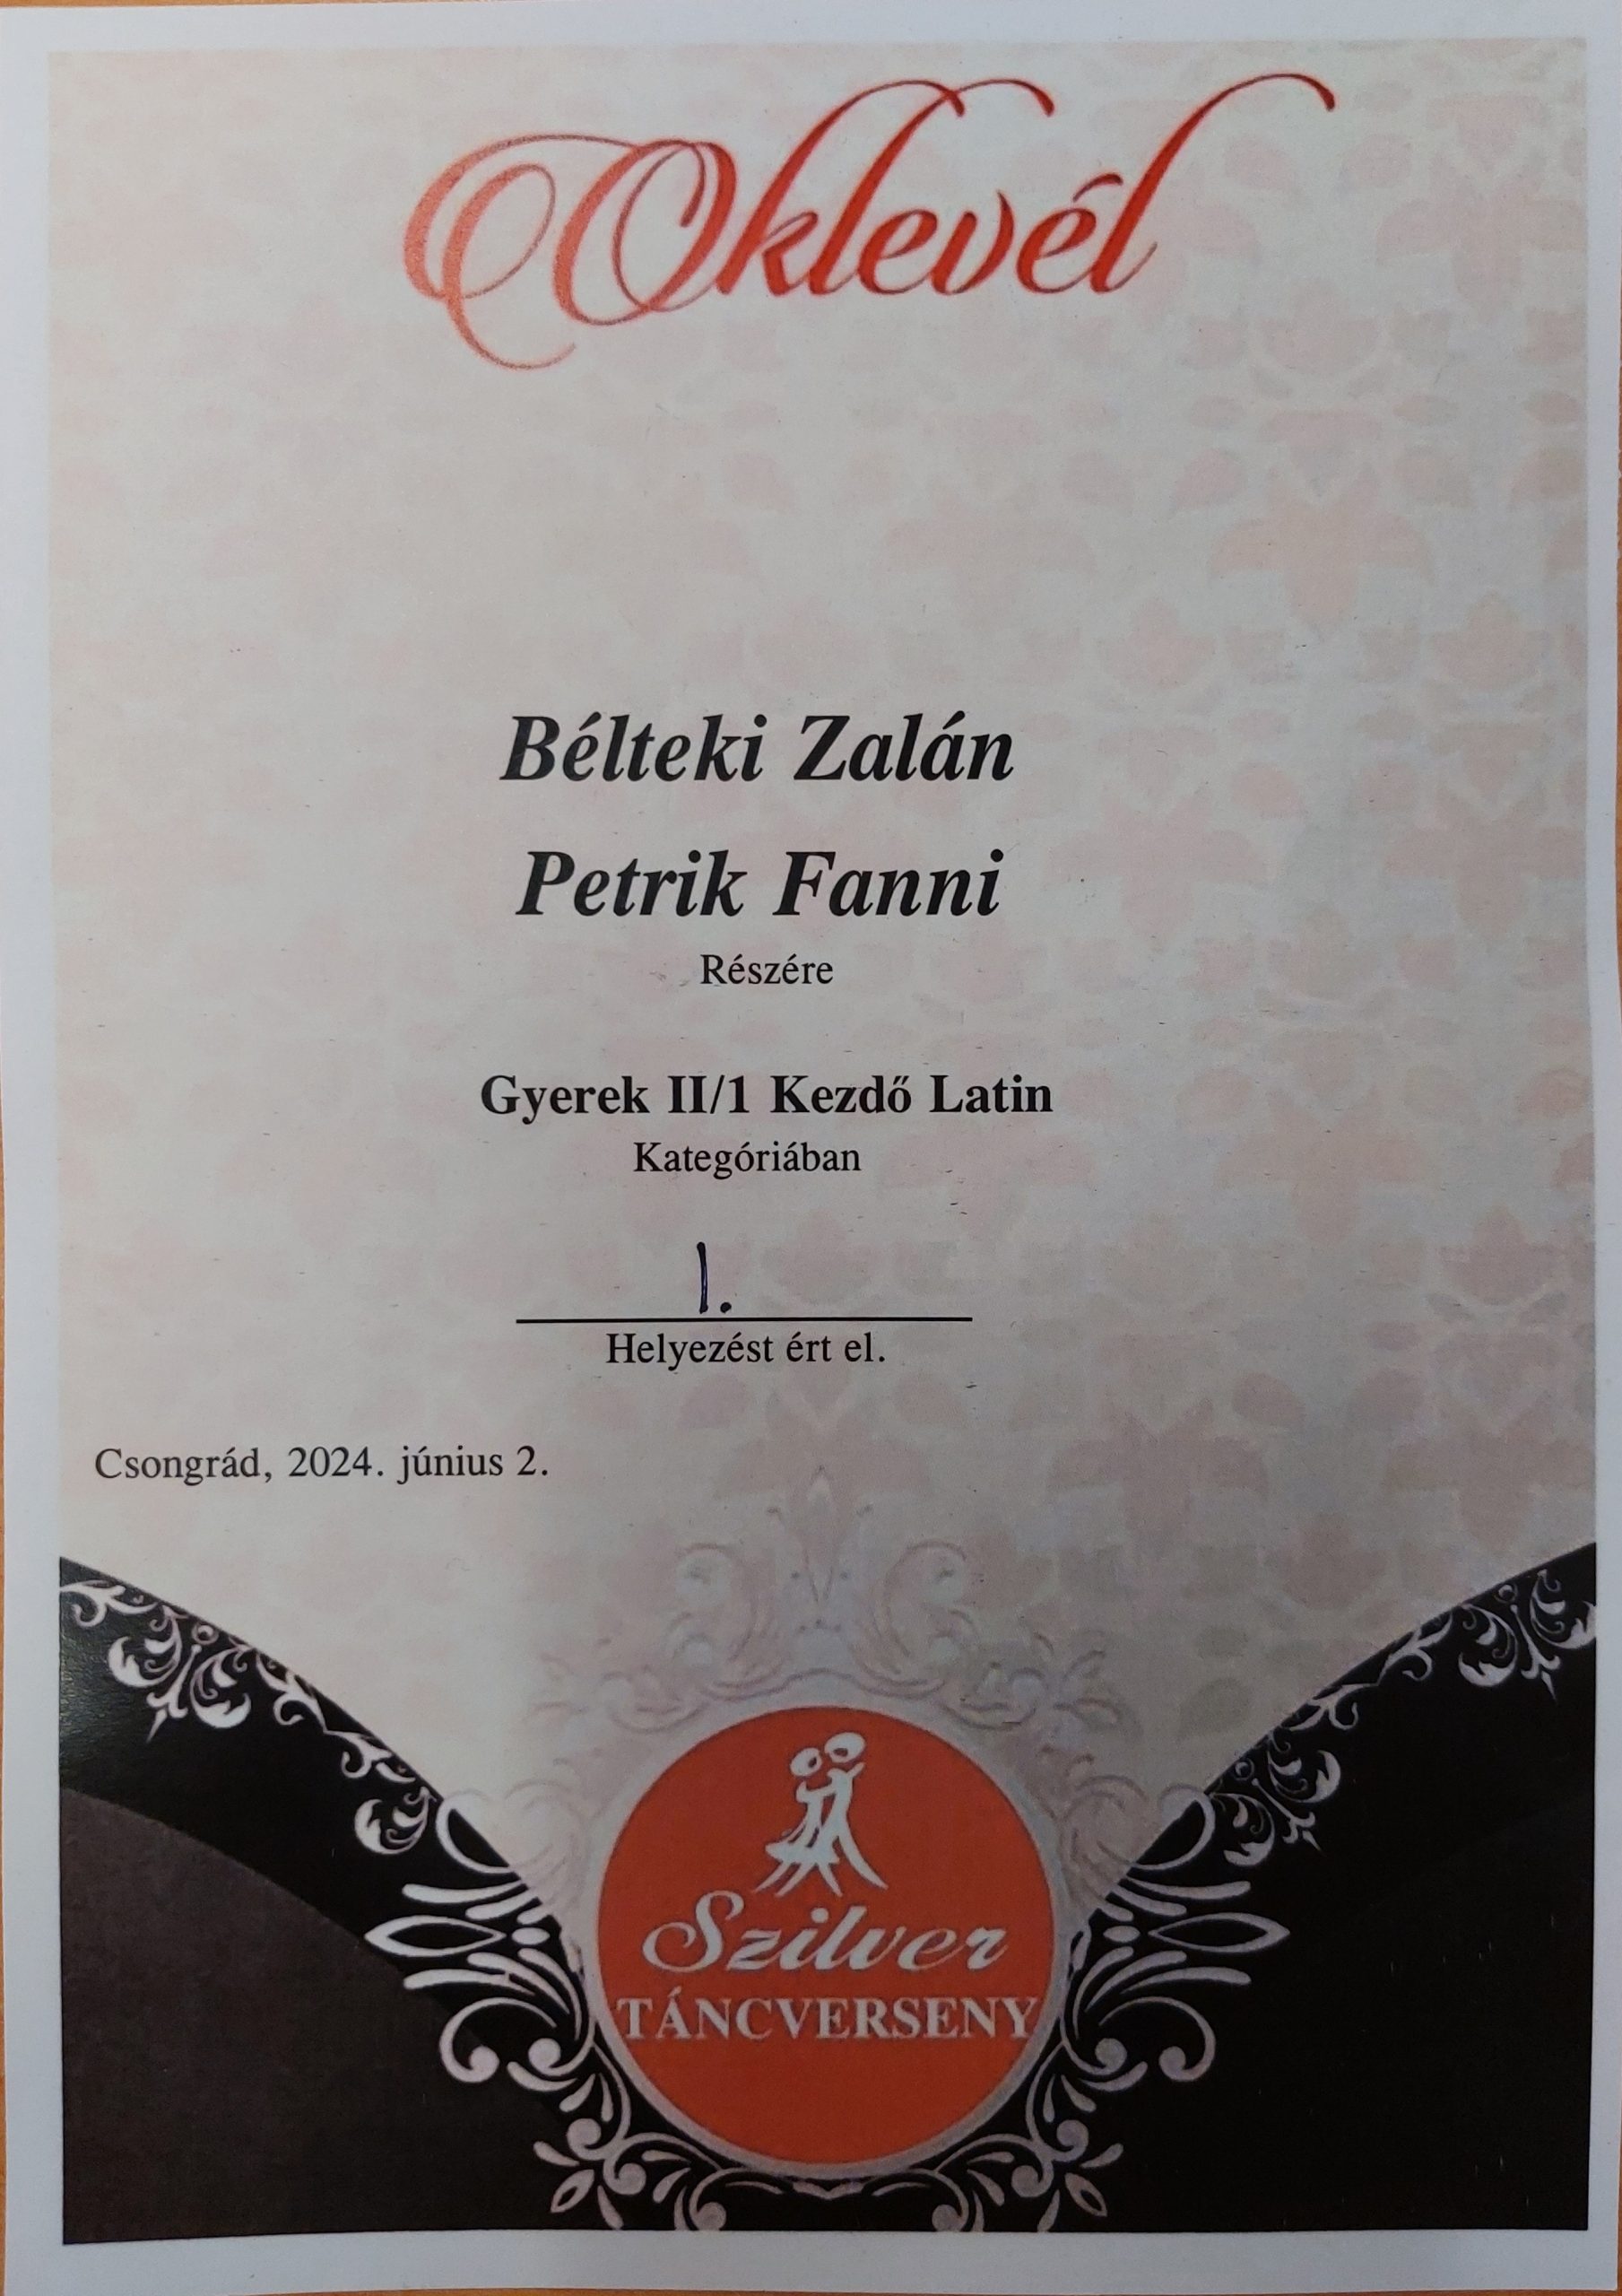 Oklevél
Bélteki Zalán
Petrik Fanni
Részére
Gyerek II/1 Kezdő Latin
Kategóriában
1.
Helyezést ért el.
Csongrád, 2024. június 2.
Szilver
TÁNCVERSENY